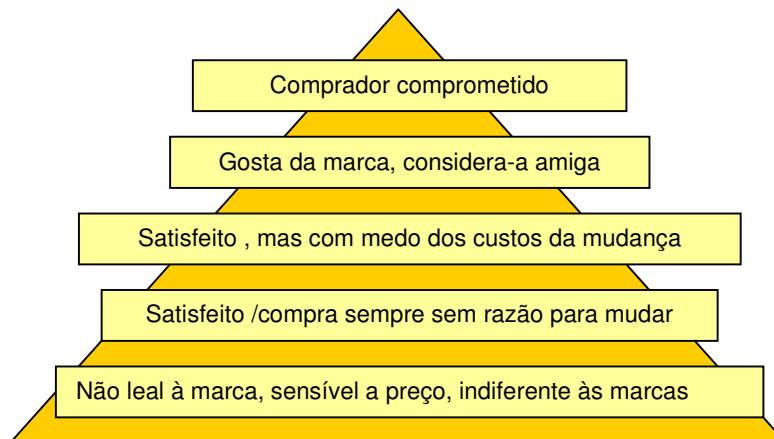 Comprador comprometido
Gosta da marca, considera-a amiga
Satisfeito , mas com medo dos custos da mudança
Satisfeito /compra sempre sem razão para mudar
Não leal à marca, sensível a preço, indiferente às marcas